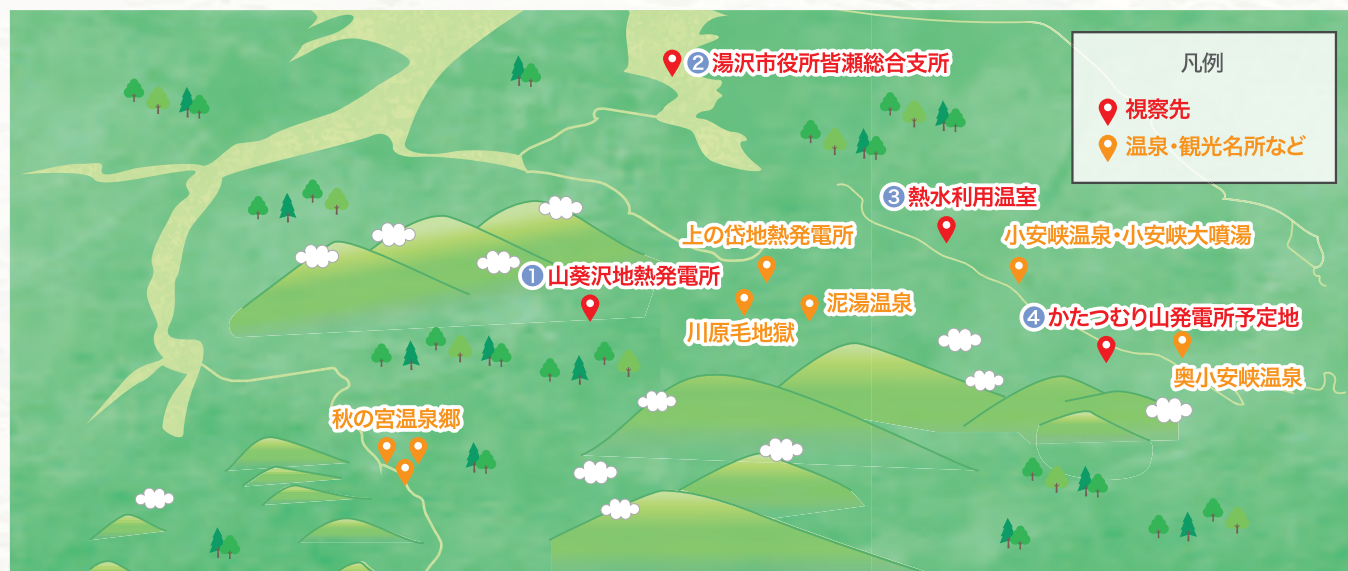 ②湯沢市役所皆瀬総合支所
凡例
視察先
温泉・観光名所など
③熱水利用温室
上の岱地熱発電所
小安峡温泉・小安峡大噴湯
①山葵沢地熱発電所
泥湯温泉
川原毛地獄
④かたつむり山発電所予定地
奥小安峡温泉
秋の宮温泉郷